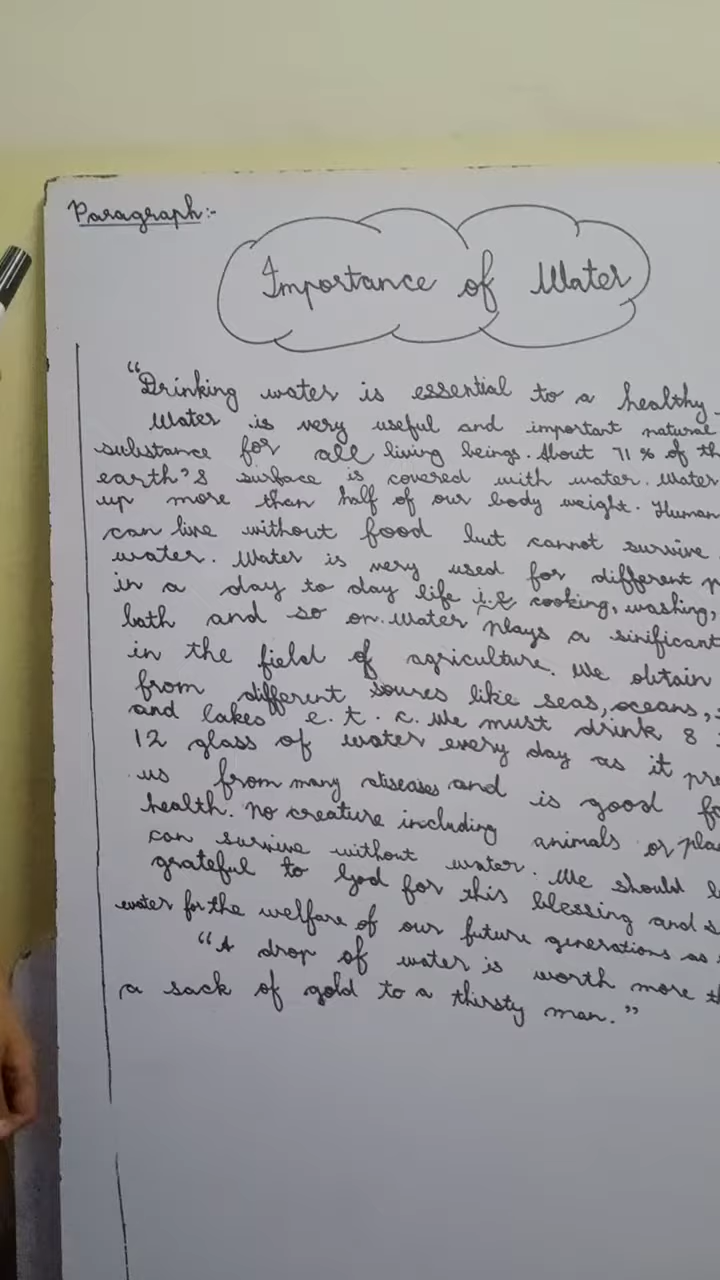 Paragraph:-
Importance of Water
"Drinking water is essential to a healthy
Water is very useful and important natural
substance for all living beings. About 71% of th
earth's surface is covered with water. Water
up more than half of our body weight. Human
can live without food but cannot survive
water. Water is very used for different p
in a day to day life i.e cooking, washing,
bath and so on. Water plays a sinificant
in the field of agriculture. We obtain
from different soures like seas, oceans,
and lakes e.t.c. We must drink 8
12 glass of water every day as it pre
us from many diseases and is good fo
health. No creature including animals or pla
can survive without water. We should b
grateful to God for this blessing and s
water for the welfare of our future generations as
"A drop of water is worth more th
a sack of gold to a thirsty man."